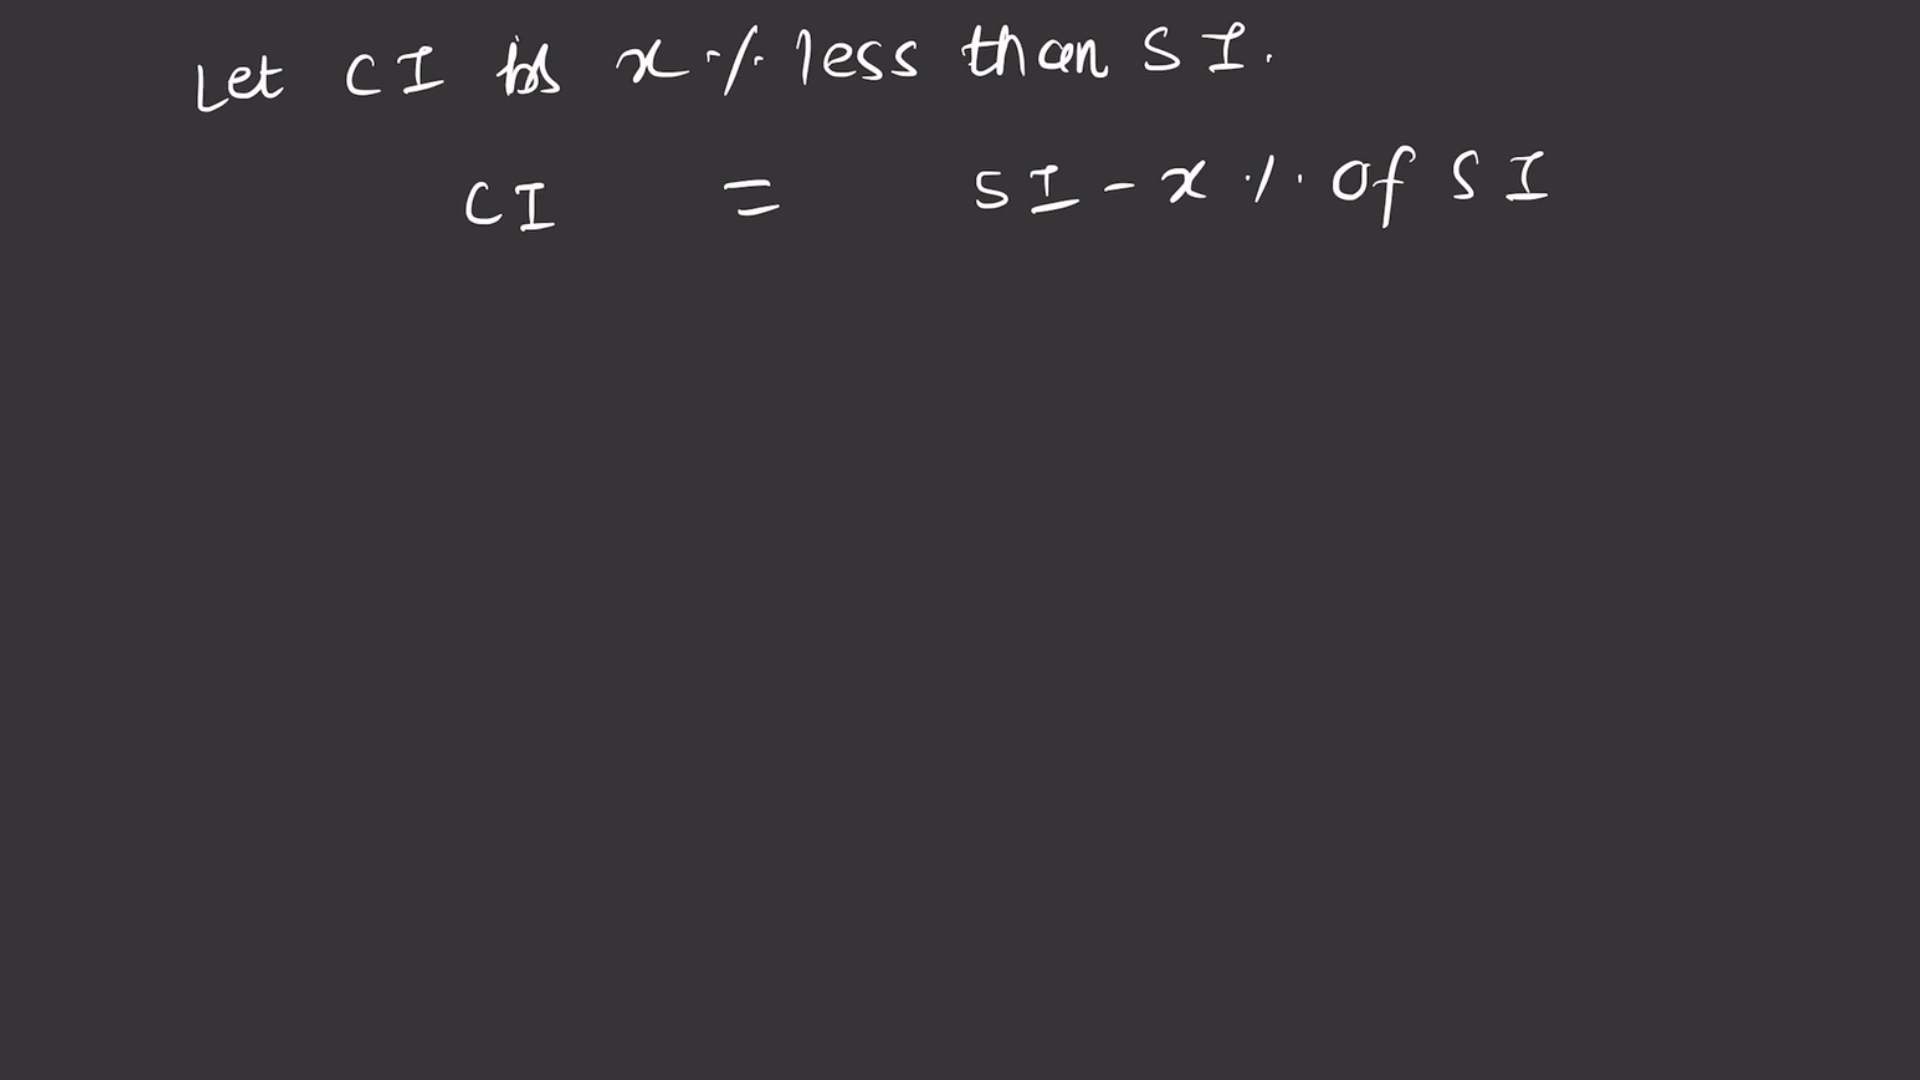 Let CI is x% less than SI.
CI = SI - x% of SI